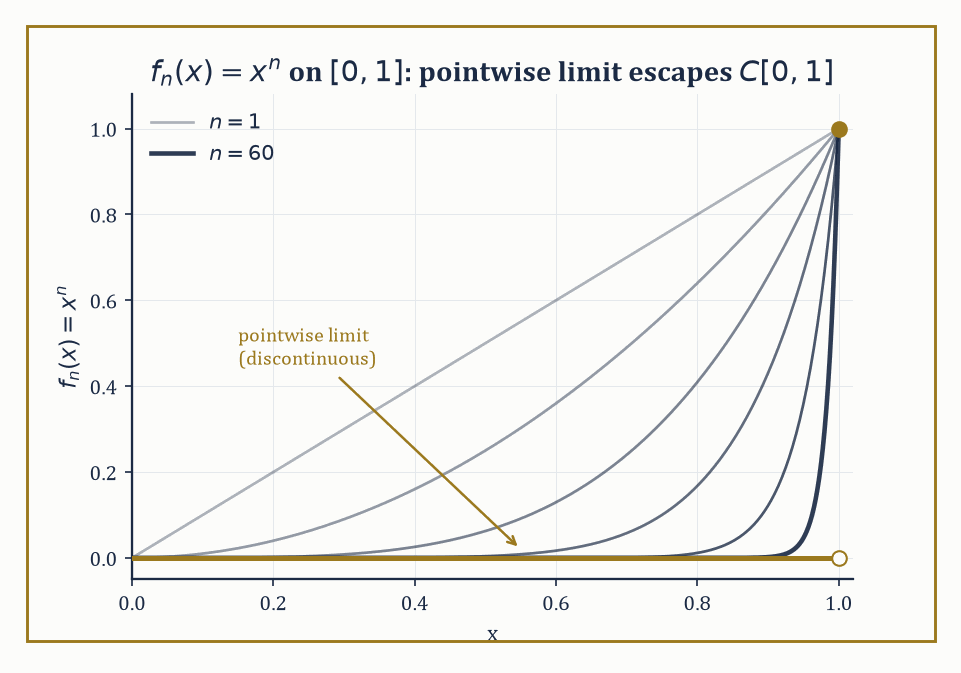 fₙ(x) = xⁿ on [0, 1]: pointwise limit escapes C[0, 1]
n = 1
n = 60
fₙ(x) = xⁿ
1.0
0.8
0.6
0.4
0.2
0.0
pointwise limit
(discontinuous)
0.0 0.2 0.4 0.6 0.8 1.0
x